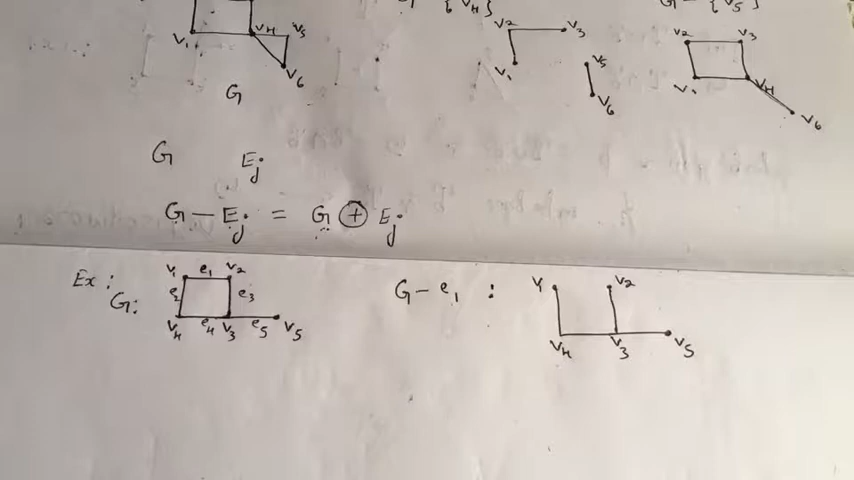 G - {V4} G - {V5}
V1 V4 V5 V6 V2 V3 V1 V5 V6 V2 V3 V1 V4 V6
G
G Ej
G - Ej = G ⊕ Ej
Ex :
G: V1 e1 V2 e2 e3 V4 e4 V3 e5 V5 G - e1 : V1 V2 V4 V3 V5